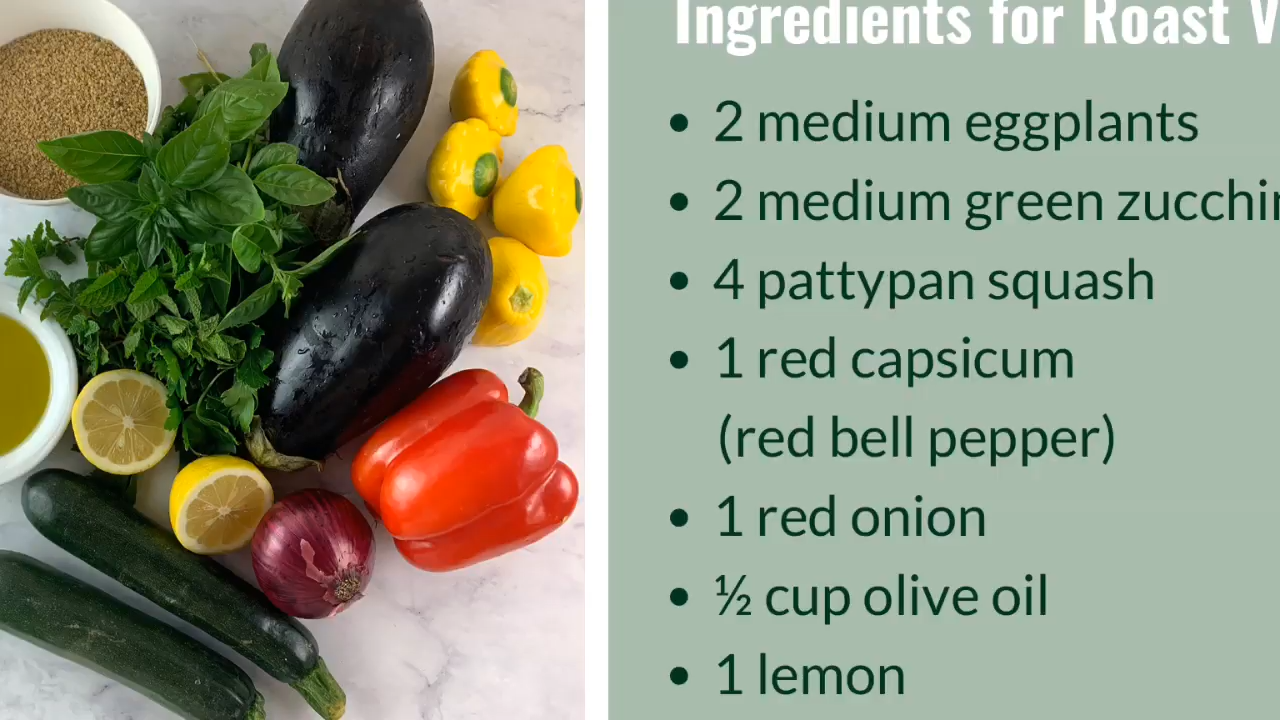 Ingredients for Roast V
• 2 medium eggplants
• 2 medium green zucchin
• 4 pattypan squash
• 1 red capsicum
(red bell pepper)
• 1 red onion
• ½ cup olive oil
• 1 lemon